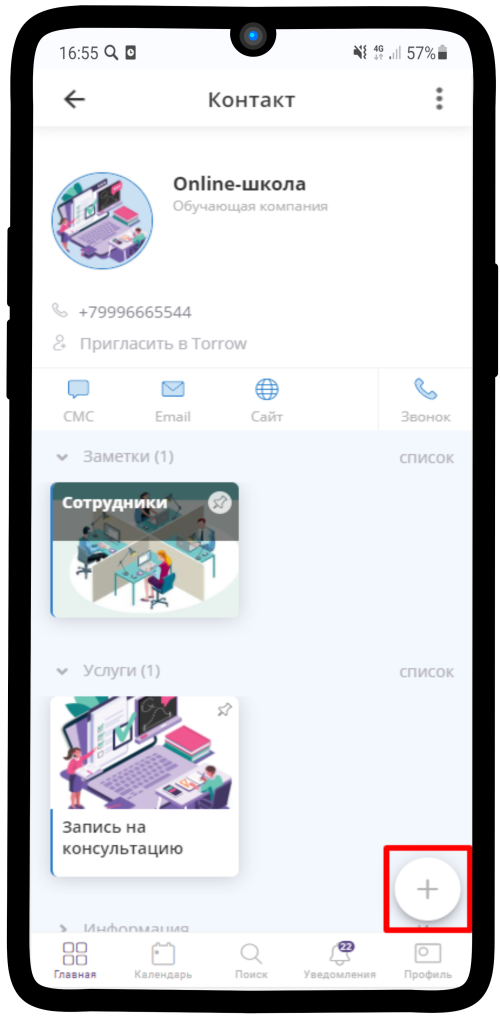 16:55
4G
57%
Контакт
Online-школа
Обучающая компания
+79996665544
Пригласить в Torrow
СМС
Email
Сайт
Звонок
Заметки (1)
список
Сотрудники
Услуги (1)
список
Запись на
консультацию
Информация
22
Главная
Календарь
Поиск
Уведомления
Профиль